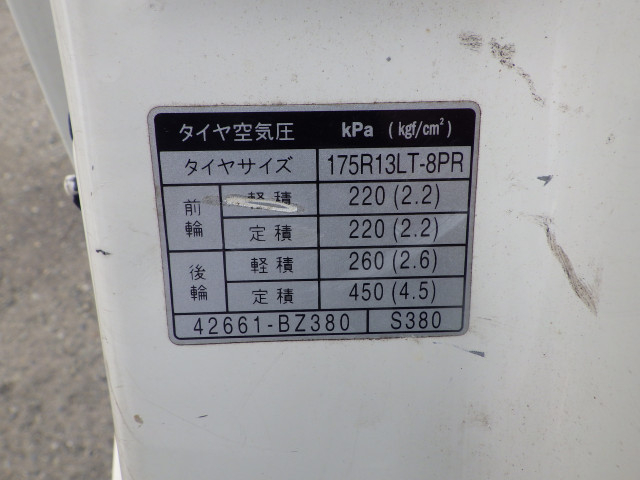 タイヤ空気圧 kPa (kgf/cm²)
タイヤサイズ 175R13LT-8PR
前輪 軽積 220 (2.2)
定積 220 (2.2)
後輪 軽積 260 (2.6)
定積 450 (4.5)
42661-BZ380 S380